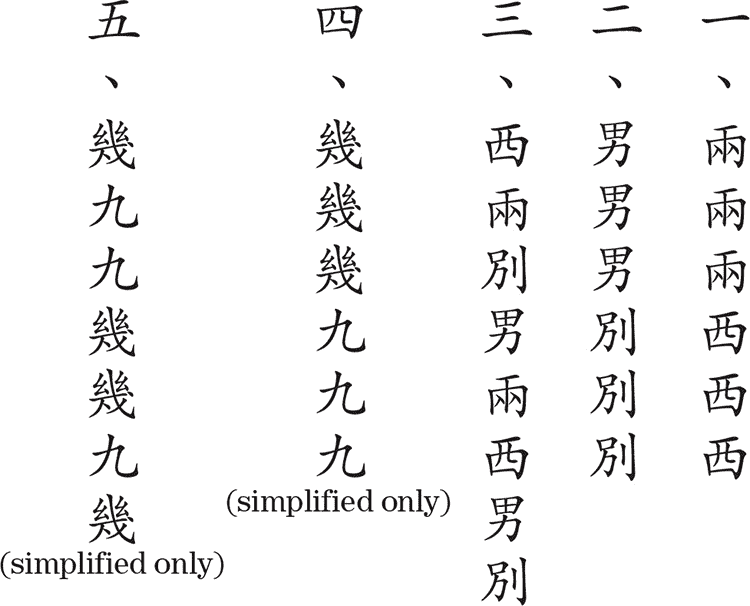 一、兩兩兩西西西
二、男男男別別別
三、西兩別男兩西男別
四、幾幾幾九九九
(simplified only)
五、幾九九幾幾九幾
(simplified only)